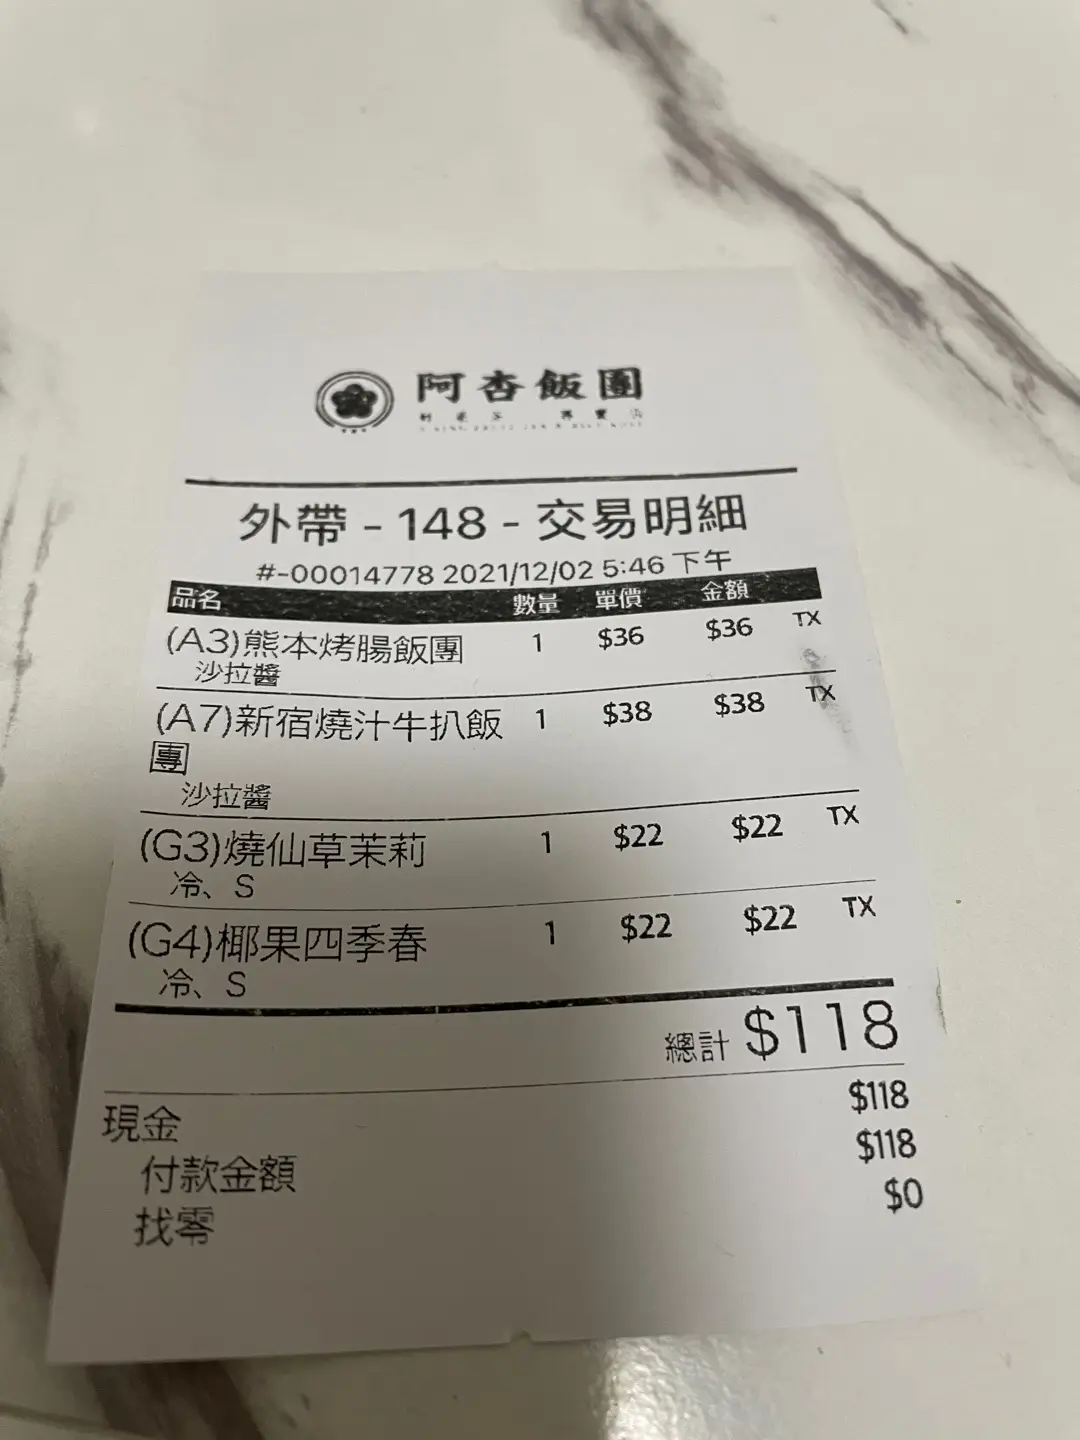 阿杏飯團
外帶 - 148 - 交易明細
#-00014778 2021/12/02 5:46 下午
品名 數量 單價 金額
(A3)熊本烤腸飯團 1 $36 $36 TX
沙拉醬
(A7)新宿燒汁牛扒飯 1 $38 $38 TX
團
沙拉醬
(G3)燒仙草茉莉 1 $22 $22 TX
冷、S
(G4)椰果四季春 1 $22 $22 TX
冷、S
總計 $118
現金 $118
付款金額 $118
找零 $0